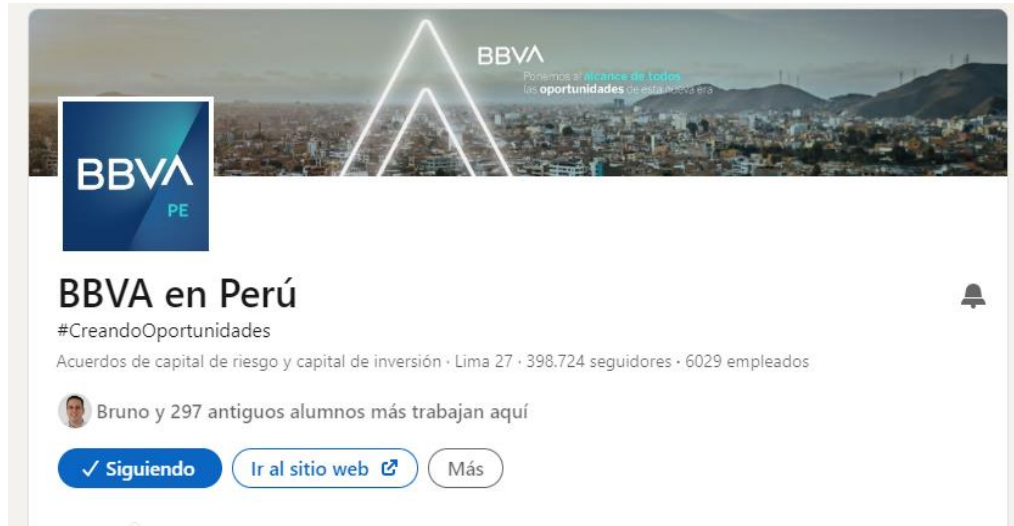 BBVA
Ponemos al alcance de todos
las oportunidades de esta nueva era
BBVA
PE
BBVA en Perú
#CreandoOportunidades
Acuerdos de capital de riesgo y capital de inversión · Lima 27 · 398.724 seguidores · 6029 empleados
Bruno y 297 antiguos alumnos más trabajan aquí
✓ Siguiendo
Ir al sitio web
Más